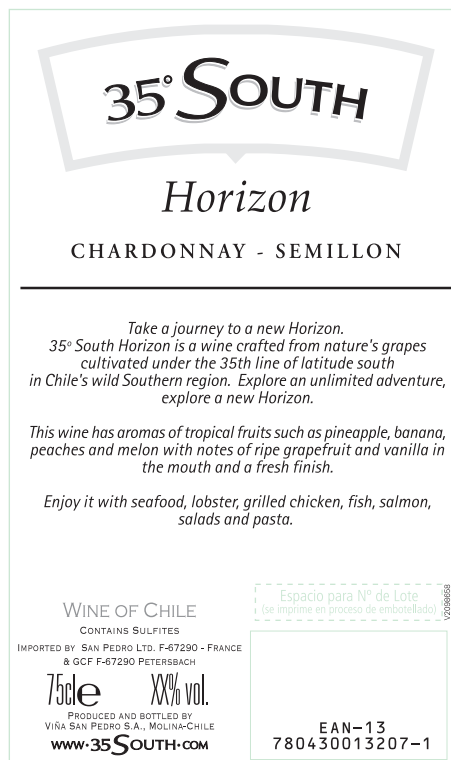 35° SOUTH
Horizon
CHARDONNAY - SEMILLON
Take a journey to a new Horizon.
35º South Horizon is a wine crafted from nature's grapes
cultivated under the 35th line of latitude south
in Chile's wild Southern region. Explore an unlimited adventure,
explore a new Horizon.
This wine has aromas of tropical fruits such as pineapple, banana,
peaches and melon with notes of ripe grapefruit and vanilla in
the mouth and a fresh finish.
Enjoy it with seafood, lobster, grilled chicken, fish, salmon,
salads and pasta.
WINE OF CHILE
CONTAINS SULFITES
IMPORTED BY SAN PEDRO LTD. F-67290 - FRANCE
& GCF F-67290 PETERSBACH
75cl e XX% vol.
PRODUCED AND BOTTLED BY
VIÑA SAN PEDRO S.A., MOLINA-CHILE
WWW·35SOUTH·COM
Espacio para Nº de Lote
(se imprime en proceso de embotellado)
V2098658
EAN-13
780430013207-1